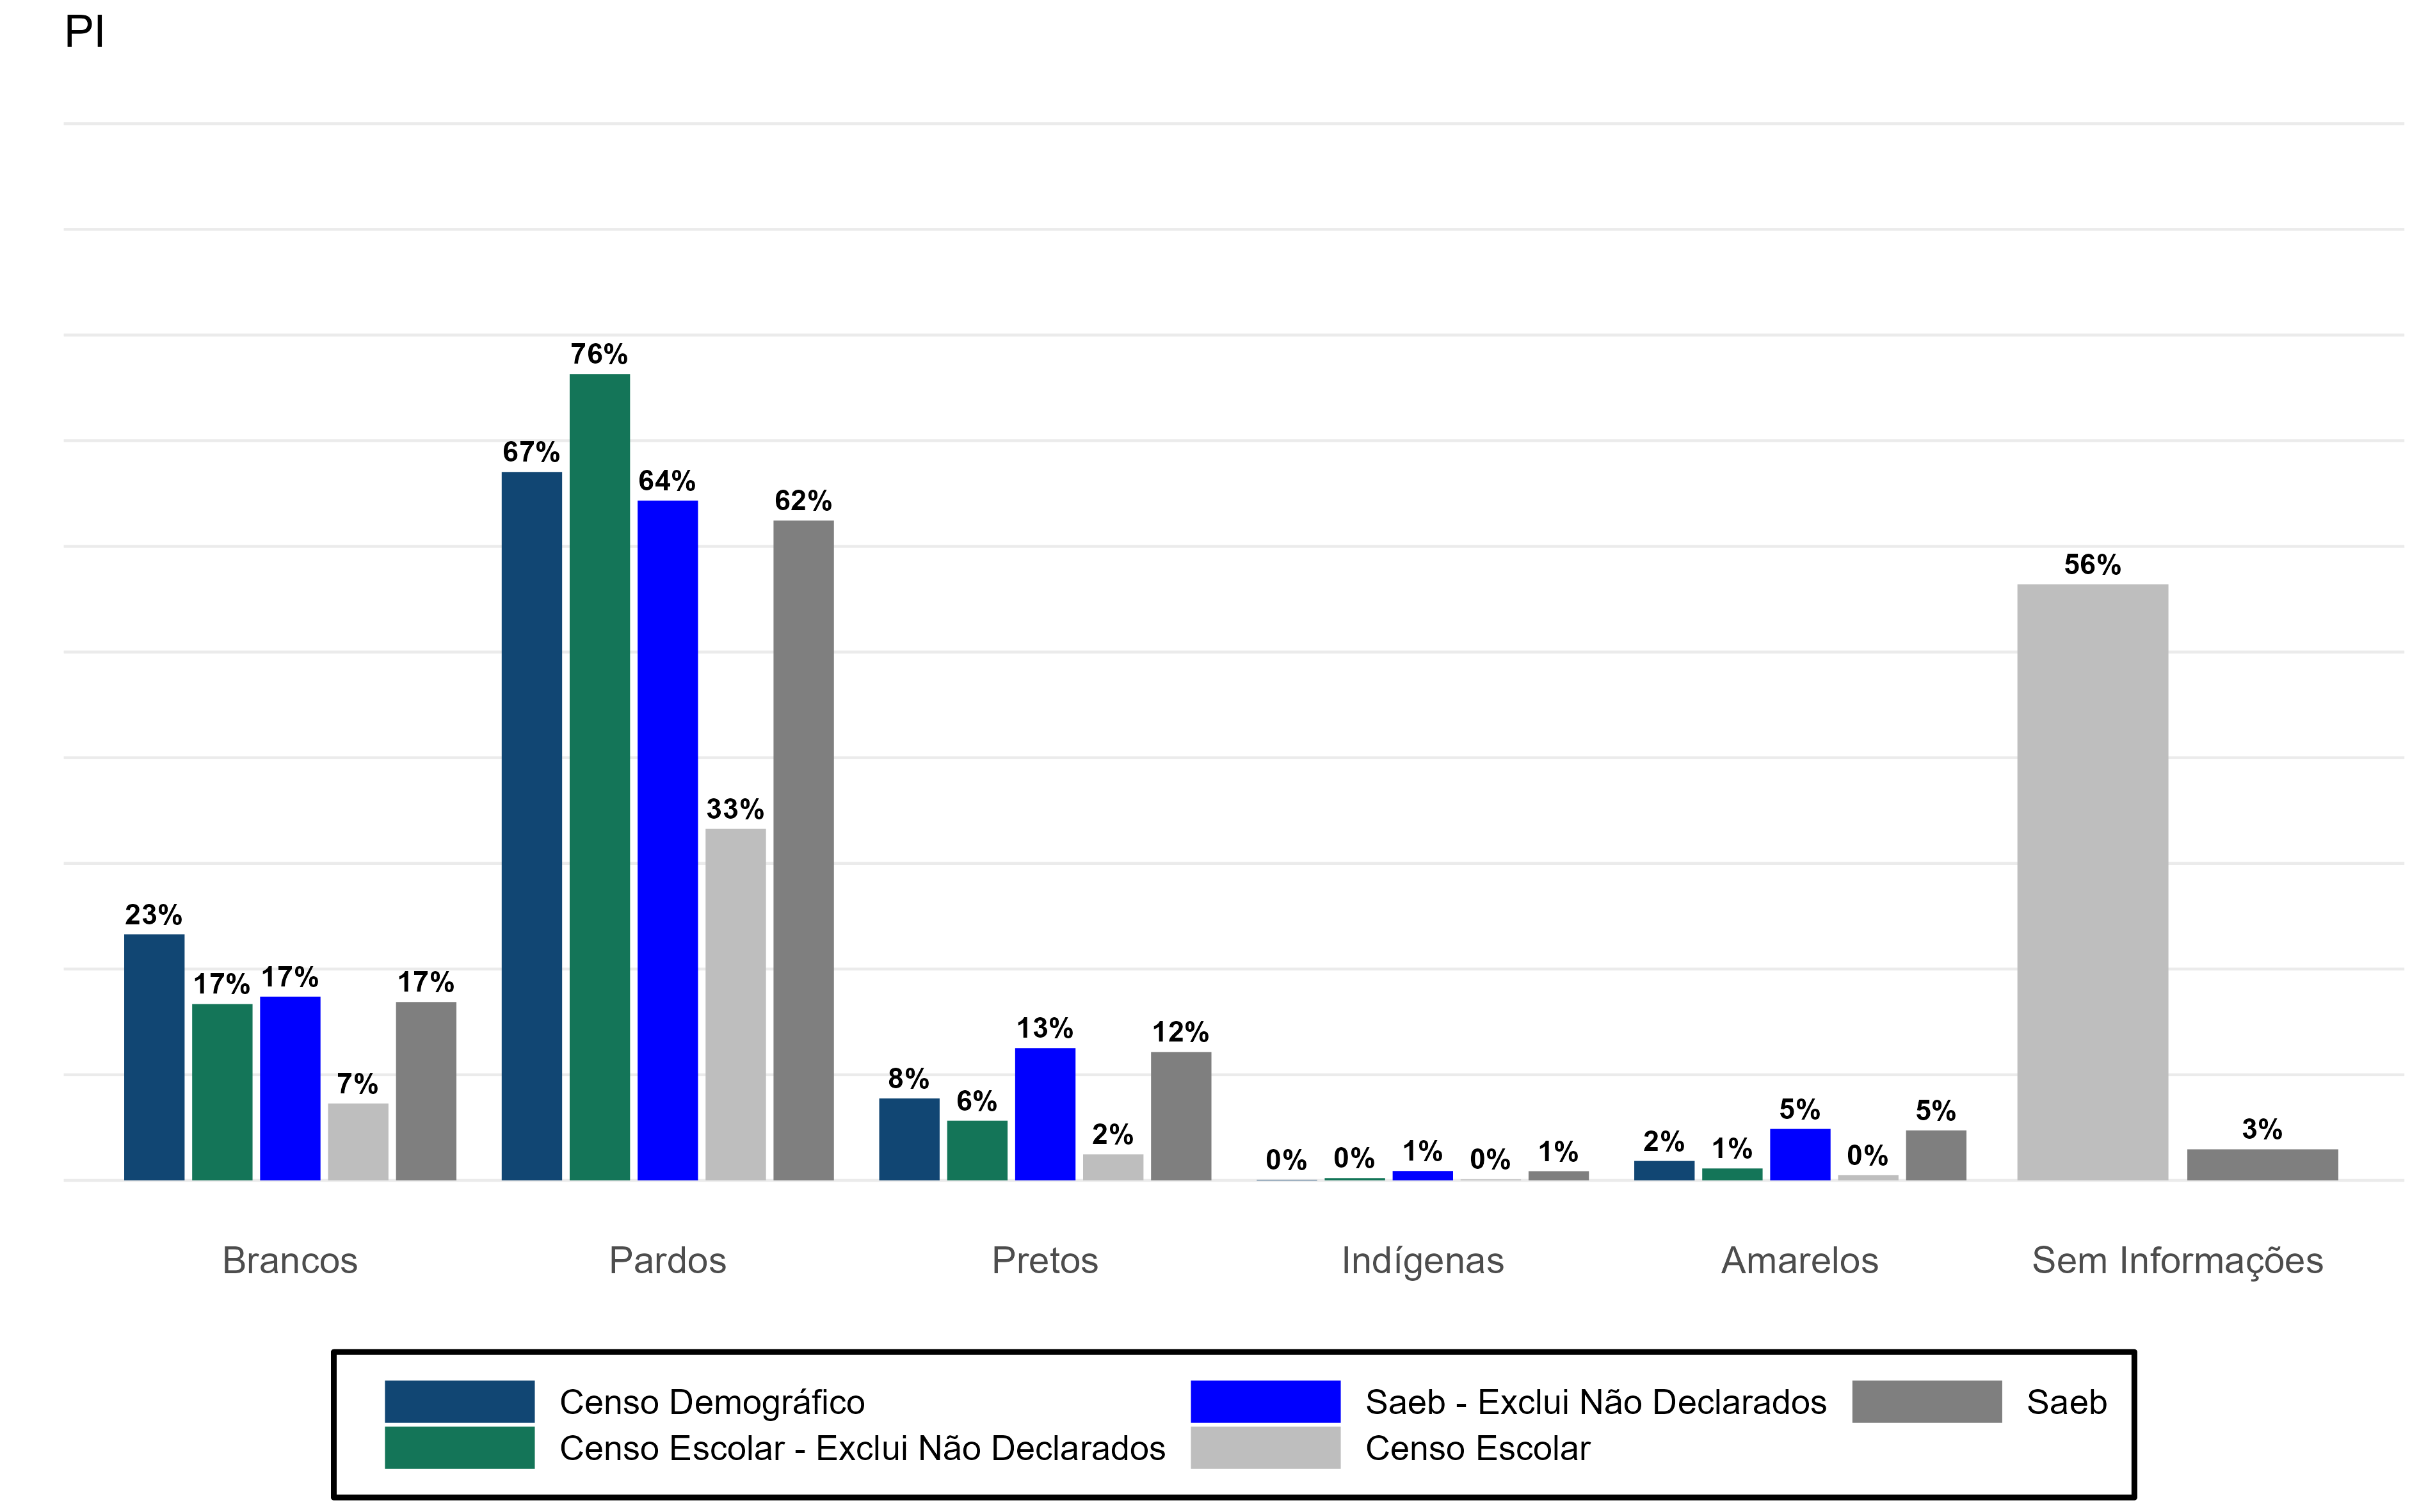 PI
23%
17%
17%
7%
17%
67%
76%
64%
33%
62%
8%
6%
13%
2%
12%
0%
0%
1%
0%
1%
2%
1%
5%
0%
5%
56%
3%
Brancos
Pardos
Pretos
Indígenas
Amarelos
Sem Informações
Censo Demográfico
Saeb - Exclui Não Declarados
Saeb
Censo Escolar - Exclui Não Declarados
Censo Escolar